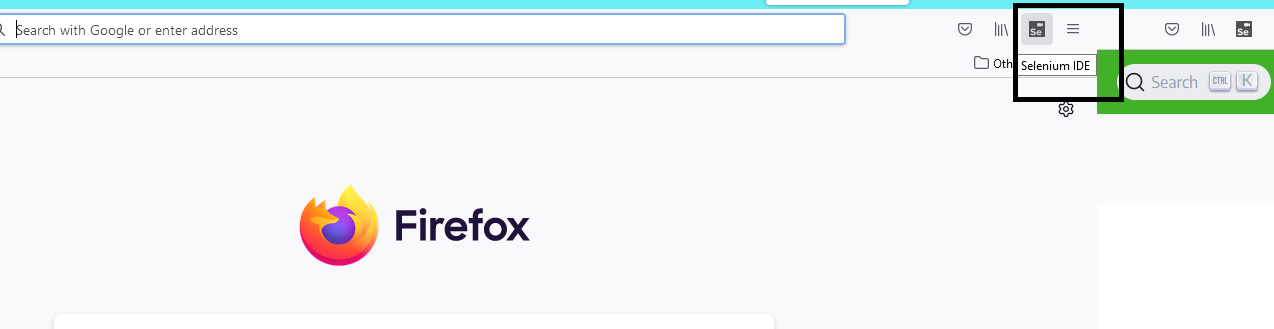 Search with Google or enter address
Se
Se
Oth
Selenium IDE
Search CTRL K
Firefox